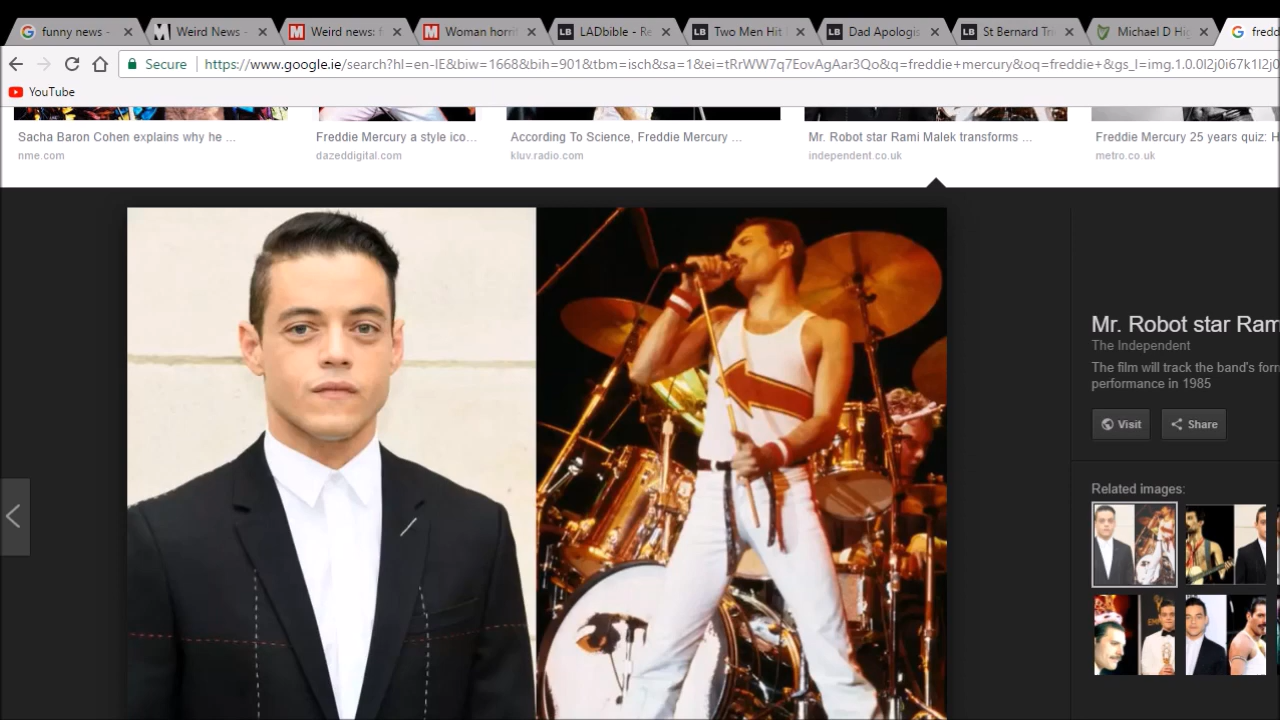 funny news -
Weird News -
Weird news: f
Woman horri
LADbible - Re
Two Men Hit
Dad Apologis
St Bernard Tri
Michael D Hig
fredd
Secure
https://www.google.ie/search?hl=en-IE&biw=1668&bih=901&tbm=isch&sa=1&ei=tRrWW7q7EovAgAar3Qo&q=freddie+mercury&oq=freddie+&gs_l=img.1.0.0l2j0i67k1l2j0
YouTube
Sacha Baron Cohen explains why he ...
Freddie Mercury a style ico...
According To Science, Freddie Mercury ...
Mr. Robot star Rami Malek transforms ...
Freddie Mercury 25 years quiz: H
nme.com
dazeddigital.com
kluv.radio.com
independent.co.uk
metro.co.uk
Mr. Robot star Ram
The Independent
The film will track the band's form
performance in 1985
Visit
Share
Related images: